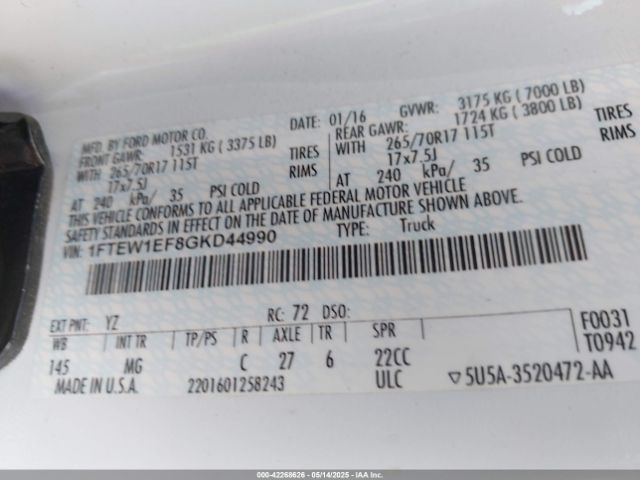 MFD. BY FORD MOTOR CO.
DATE: 01/16 GVWR: 3175 KG ( 7000 LB)
FRONT GAWR: 1531 KG ( 3375 LB) REAR GAWR: 1724 KG ( 3800 LB)
WITH 265/70R17 115T TIRES WITH 265/70R17 115T TIRES
17x7.5J RIMS 17x7.5J RIMS
AT 240 kPa/ 35 PSI COLD AT 240 kPa/ 35 PSI COLD
THIS VEHICLE CONFORMS TO ALL APPLICABLE FEDERAL MOTOR VEHICLE
SAFETY STANDARDS IN EFFECT ON THE DATE OF MANUFACTURE SHOWN ABOVE.
VIN: 1FTEW1EF8GKD44990 TYPE: Truck
EXT PNT: YZ RC: 72 DSO: F0031
WB INT TR TP/PS R AXLE TR SPR T0942
145 MG C 27 6 22CC
MADE IN U.S.A. 2201601258243 ULC ▽5U5A-3520472-AA
000-42268626 - 05/14/2025 - IAAI.com